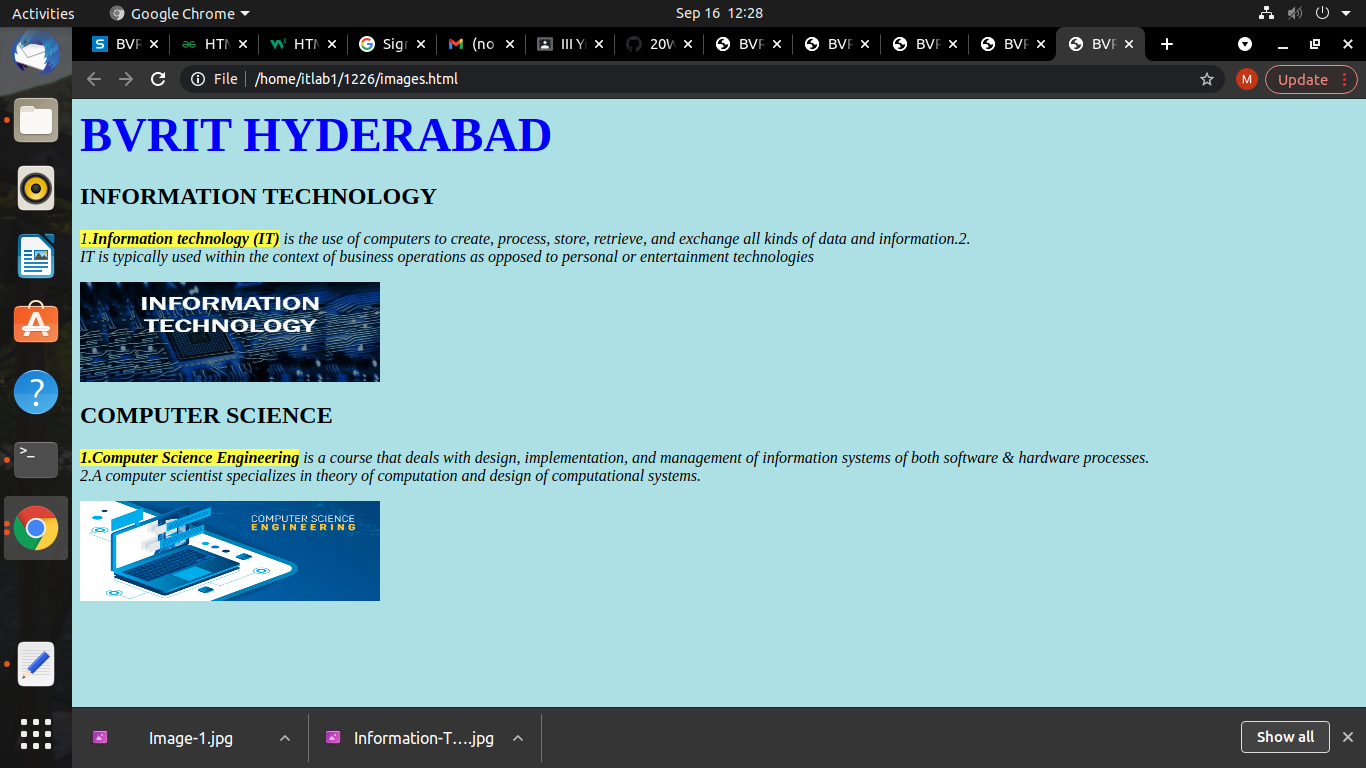 Activities Google Chrome Sep 16 12:28
BVR HTM HTM Sign M (no III Y 20W BVR BVR BVR BVR BVR
File /home/itlab1/1226/images.html M Update
BVRIT HYDERABAD
INFORMATION TECHNOLOGY
1.Information technology (IT) is the use of computers to create, process, store, retrieve, and exchange all kinds of data and information.2.
IT is typically used within the context of business operations as opposed to personal or entertainment technologies
INFORMATION
TECHNOLOGY
COMPUTER SCIENCE
1.Computer Science Engineering is a course that deals with design, implementation, and management of information systems of both software & hardware processes.
2.A computer scientist specializes in theory of computation and design of computational systems.
COMPUTER SCIENCE
ENGINEERING
Image-1.jpg Information-T....jpg Show all